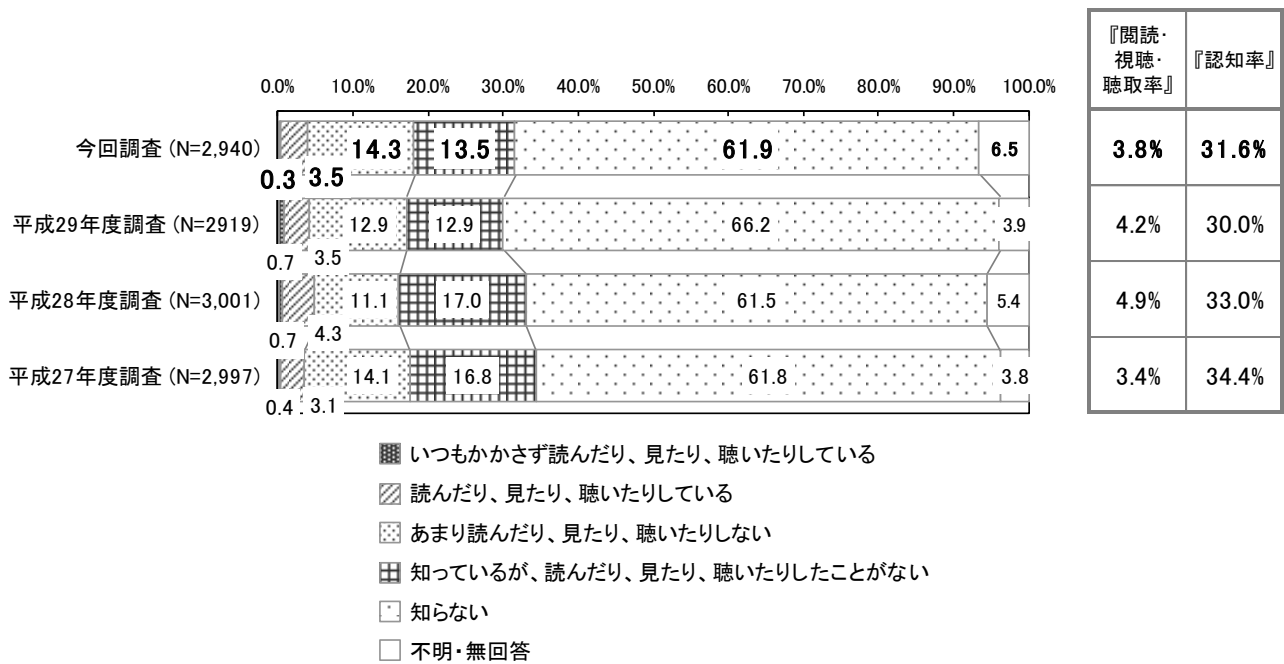 『閲読・
視聴・
聴取率』
『認知率』
0.0% 10.0% 20.0% 30.0% 40.0% 50.0% 60.0% 70.0% 80.0% 90.0% 100.0%
今回調査 (N=2,940) 14.3 13.5 61.9 6.5 3.8% 31.6%
0.3 3.5
平成29年度調査 (N=2919) 12.9 12.9 66.2 3.9 4.2% 30.0%
0.7 3.5
平成28年度調査 (N=3,001) 11.1 17.0 61.5 5.4 4.9% 33.0%
0.7 4.3
平成27年度調査 (N=2,997) 14.1 16.8 61.8 3.8 3.4% 34.4%
0.4 3.1
いつもかかさず読んだり、見たり、聴いたりしている
読んだり、見たり、聴いたりしている
あまり読んだり、見たり、聴いたりしない
知っているが、読んだり、見たり、聴いたりしたことがない
知らない
不明・無回答